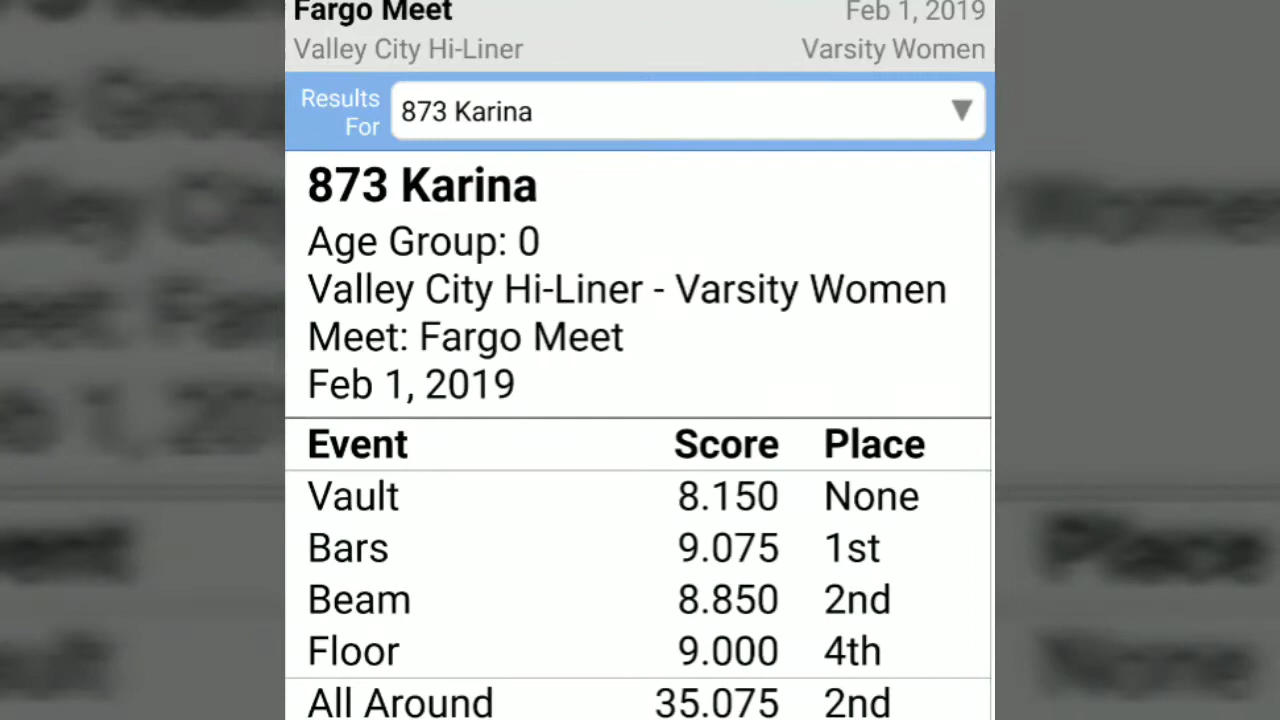 Fargo Meet Feb 1, 2019
Valley City Hi-Liner Varsity Women
Results For 873 Karina
873 Karina
Age Group: 0
Valley City Hi-Liner - Varsity Women
Meet: Fargo Meet
Feb 1, 2019
Event Score Place
Vault 8.150 None
Bars 9.075 1st
Beam 8.850 2nd
Floor 9.000 4th
All Around 35.075 2nd